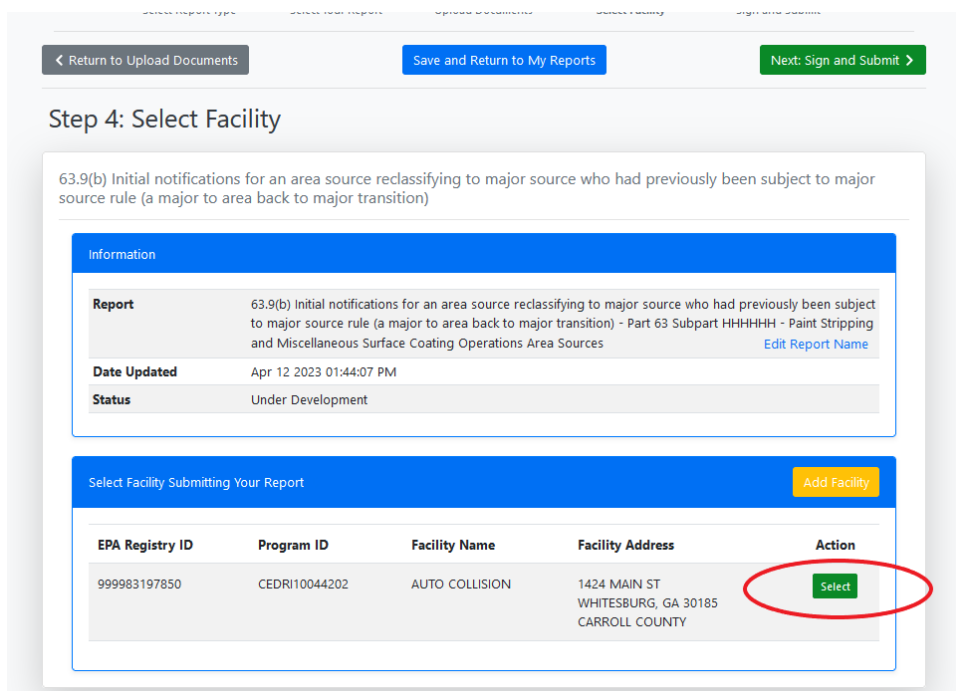 Return to Upload Documents
Save and Return to My Reports
Next: Sign and Submit
Step 4: Select Facility
63.9(b) Initial notifications for an area source reclassifying to major source who had previously been subject to major
source rule (a major to area back to major transition)
Information
Report
63.9(b) Initial notifications for an area source reclassifying to major source who had previously been subject
to major source rule (a major to area back to major transition) - Part 63 Subpart HHHHHH - Paint Stripping
and Miscellaneous Surface Coating Operations Area Sources
Edit Report Name
Date Updated Apr 12 2023 01:44:07 PM
Status Under Development
Select Facility Submitting Your Report
Add Facility
EPA Registry ID Program ID Facility Name Facility Address Action
999983197850 CEDRI10044202 AUTO COLLISION 1424 MAIN ST Select
WHITESBURG, GA 30185
CARROLL COUNTY